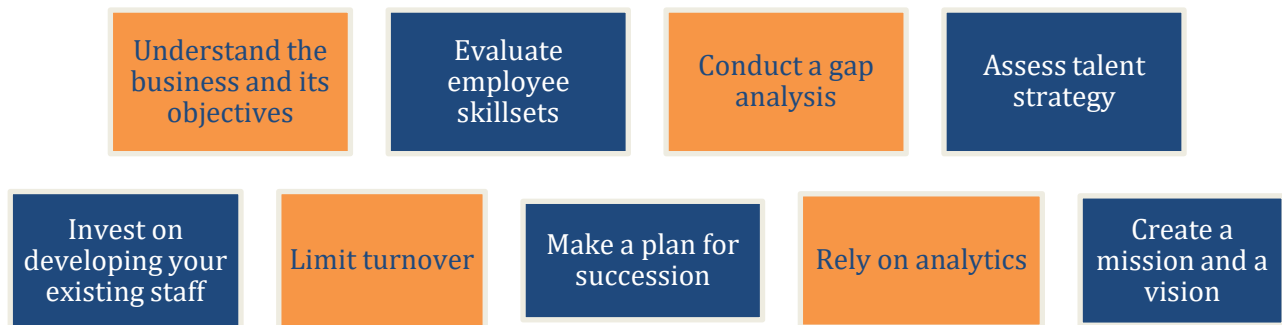 Understand the
business and its
objectives
Evaluate
employee
skillsets
Conduct a gap
analysis
Assess talent
strategy
Invest on
developing your
existing staff
Limit turnover
Make a plan for
succession
Rely on analytics
Create a
mission and a
vision